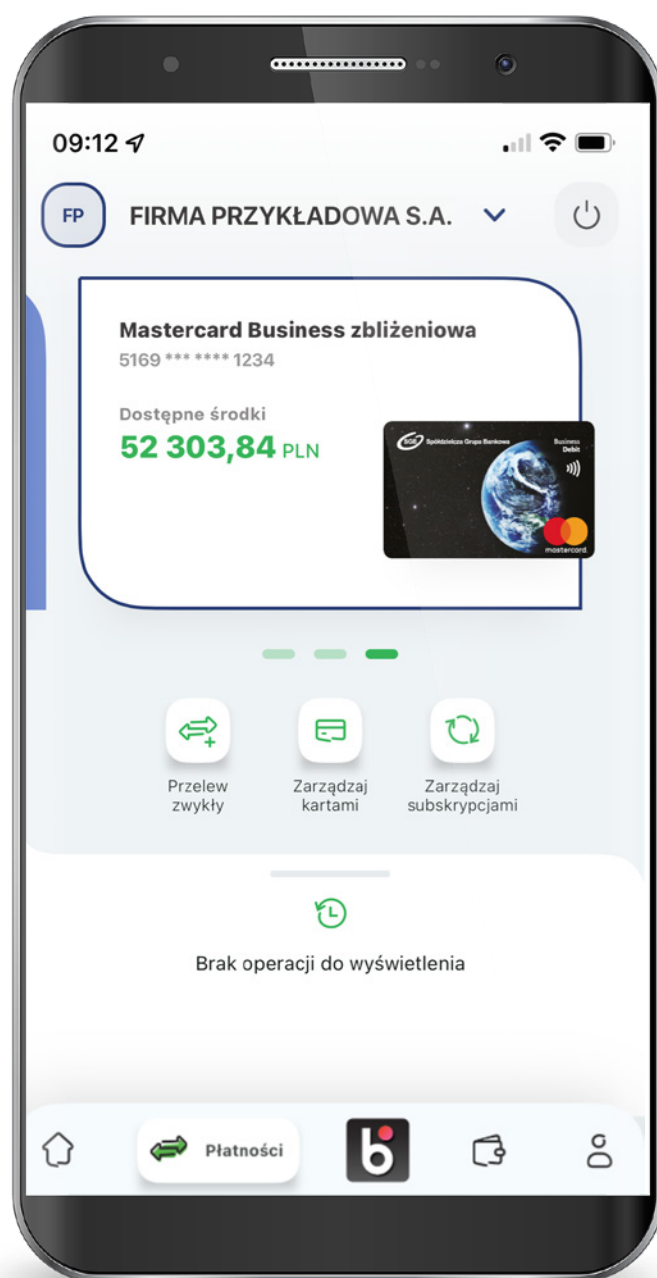 09:12
FP
FIRMA PRZYKŁADOWA S.A.
Mastercard Business zbliżeniowa
5169 *** **** 1234
Dostępne środki
52 303,84 PLN
SGB Spółdzielcza Grupa Bankowa
Business
Debit
mastercard
Przelew
zwykły
Zarządzaj
kartami
Zarządzaj
subskrypcjami
Brak operacji do wyświetlenia
Płatności
b